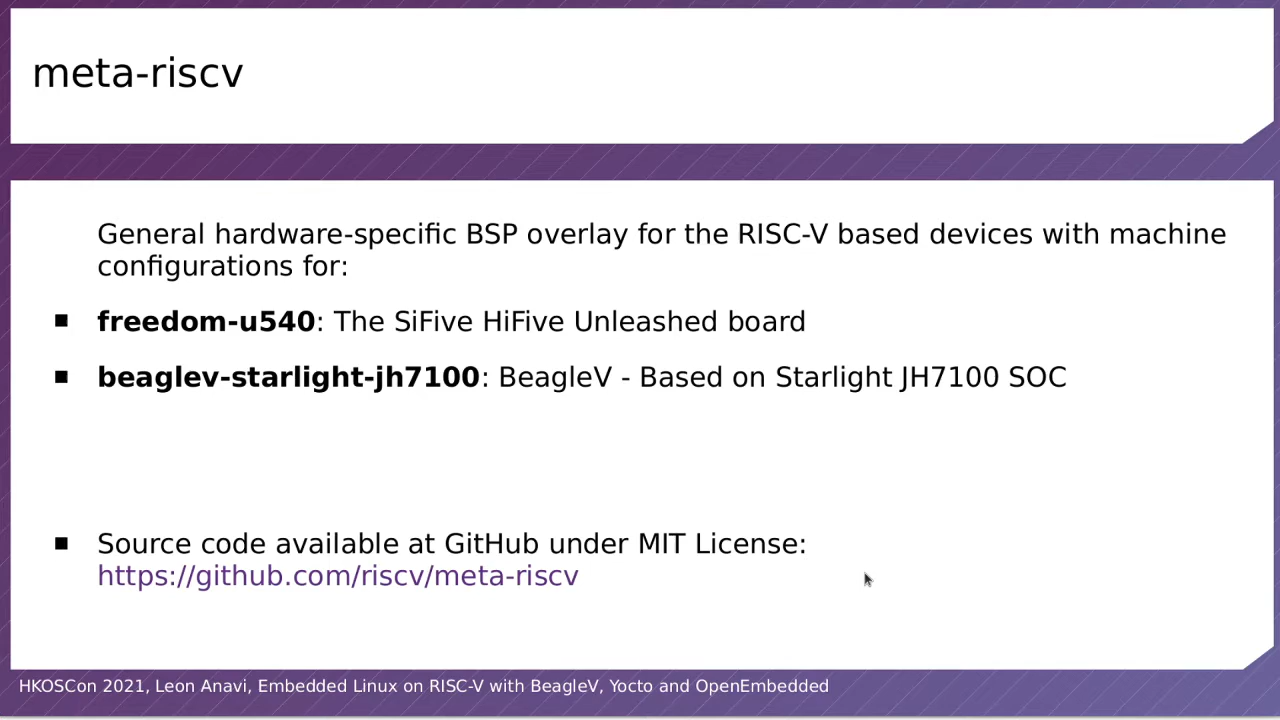 meta-riscv
General hardware-specific BSP overlay for the RISC-V based devices with machine
configurations for:
■ freedom-u540: The SiFive HiFive Unleashed board
■ beaglev-starlight-jh7100: BeagleV - Based on Starlight JH7100 SOC
■ Source code available at GitHub under MIT License:
https://github.com/riscv/meta-riscv
HKOSCon 2021, Leon Anavi, Embedded Linux on RISC-V with BeagleV, Yocto and OpenEmbedded